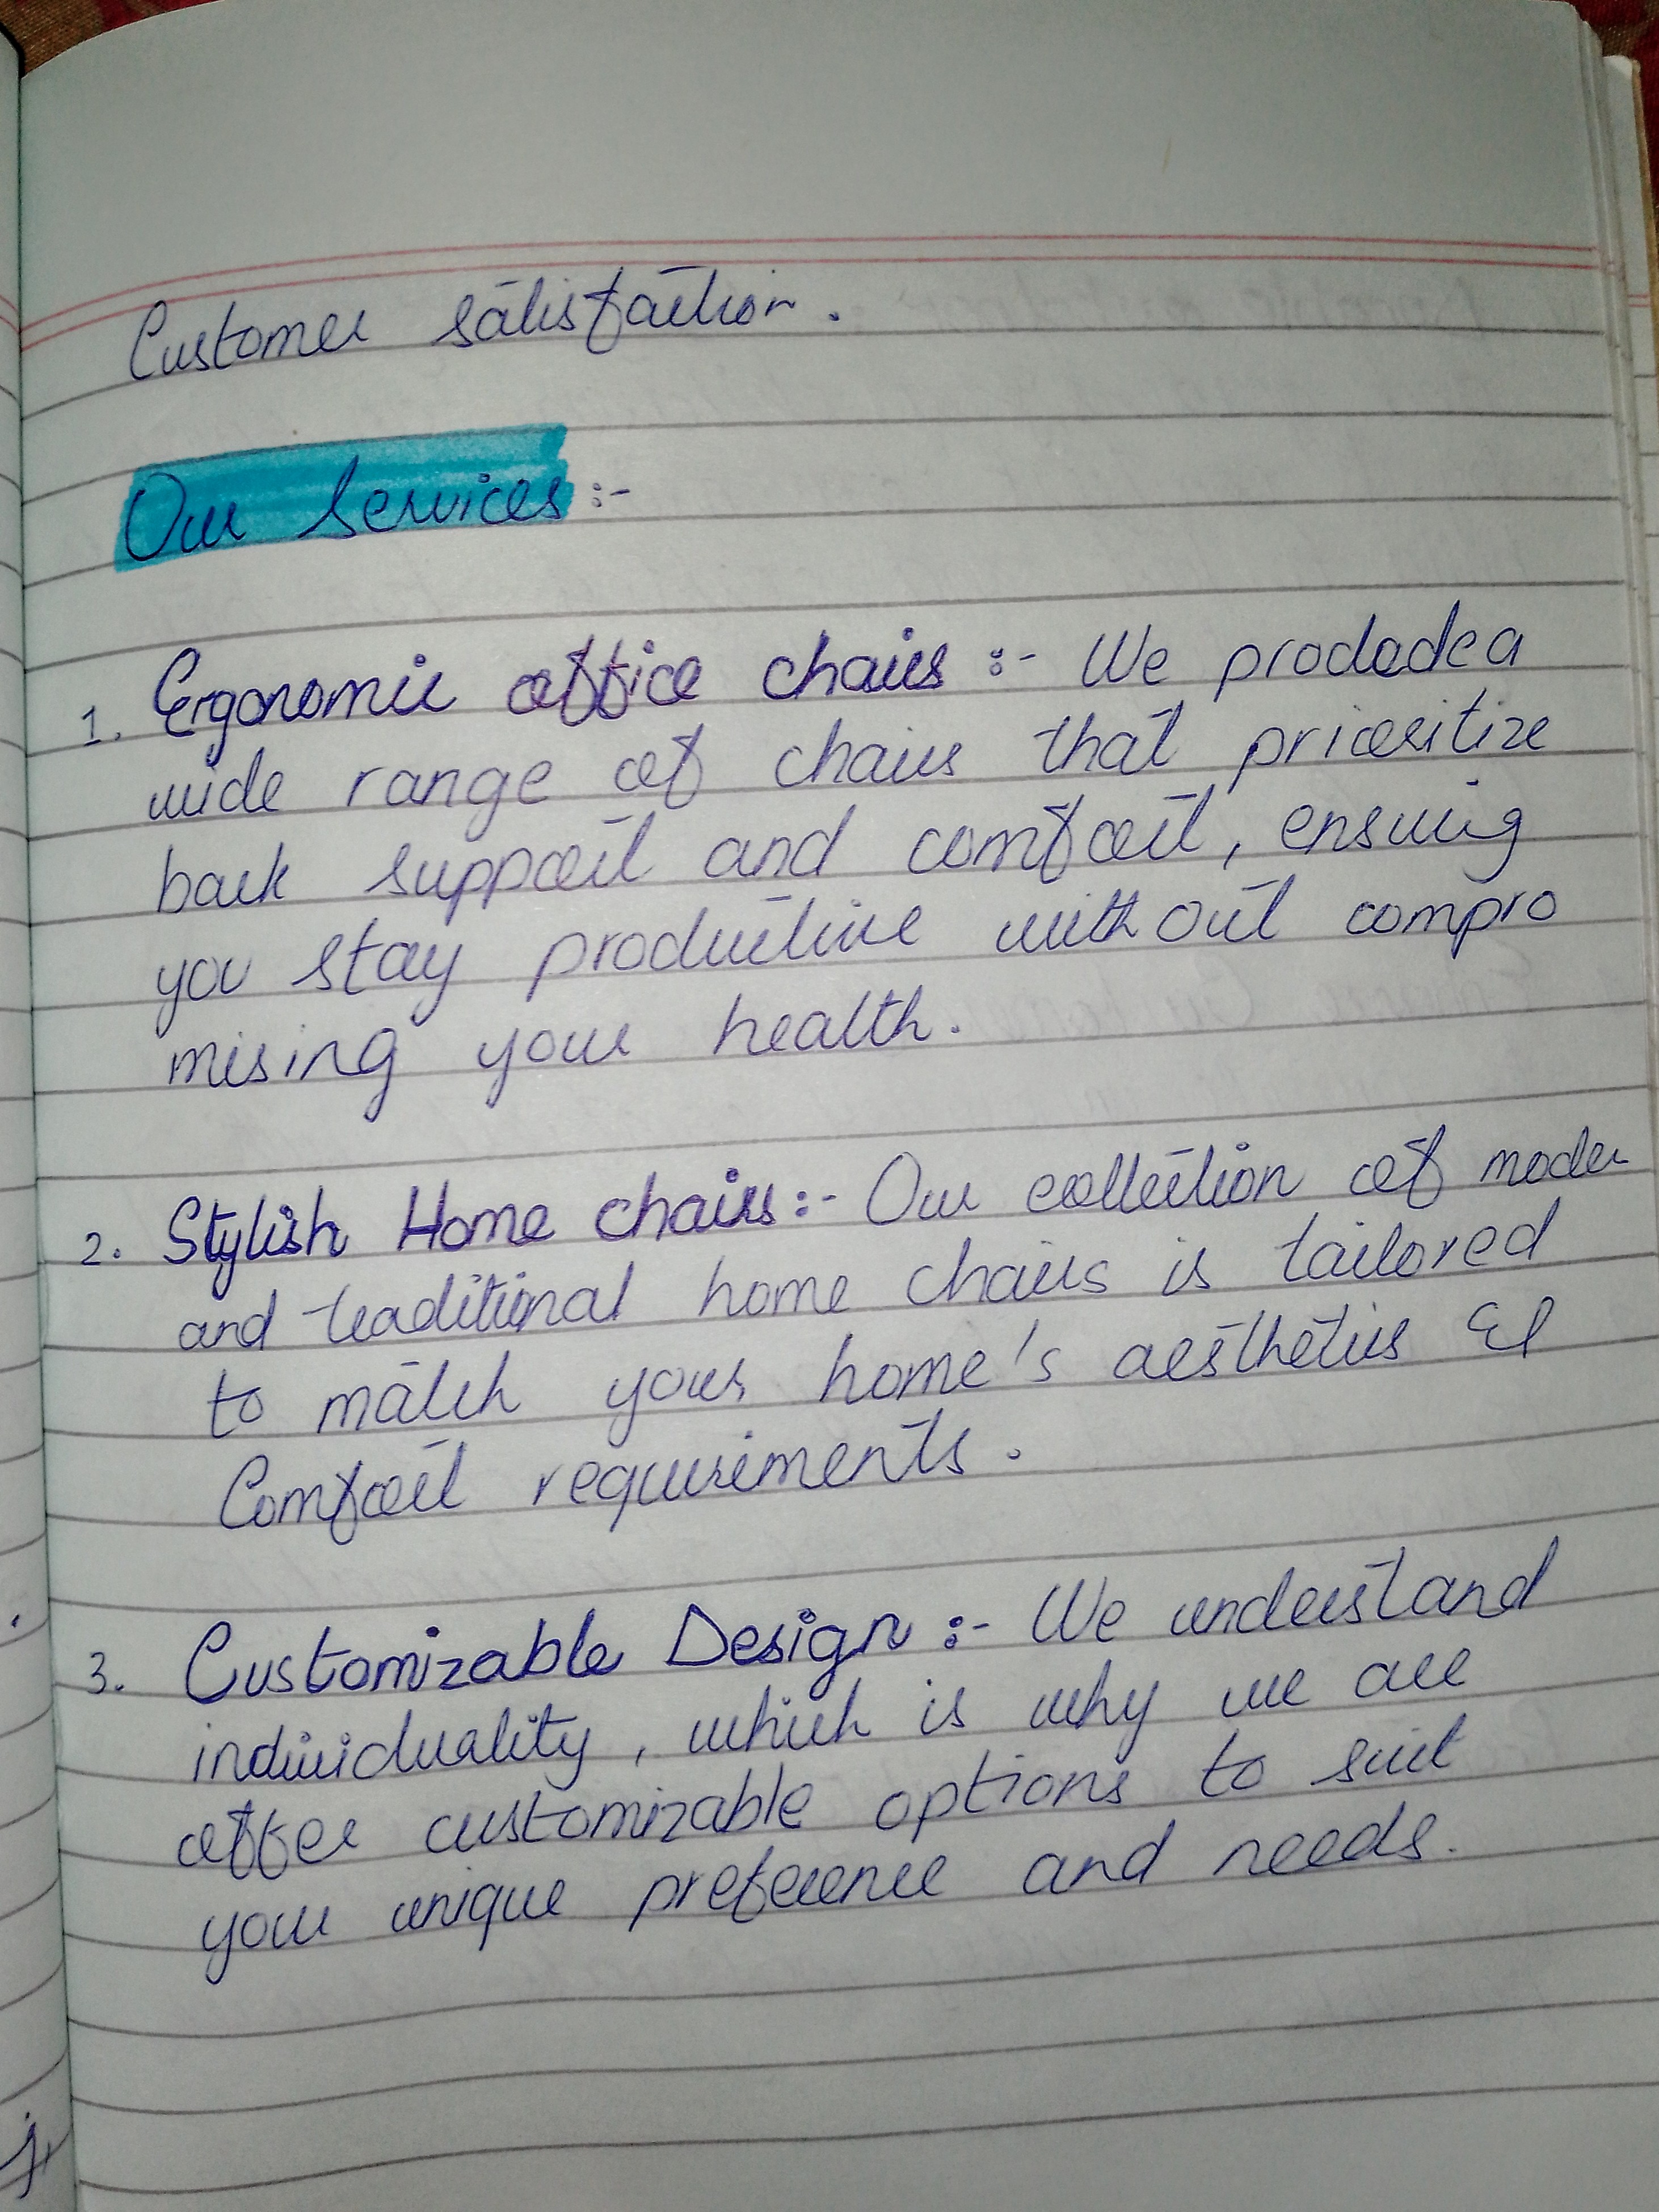 Customer satisfaction.
Our Services :-
1. Ergonomic office chairs :- We prodode a
wide range of chairs that prioritize
back support and comfort, ensuring
you stay productive without compro
mising your health.
2. Stylish Home chairs :- Our collection of moder
and traditional home chairs is tailored
to match your home's aesthetics &
Comfort requirements.
3. Customizable Design :- We understand
individuality, which is why we are
offer customizable options to suit
your unique preference and needs.